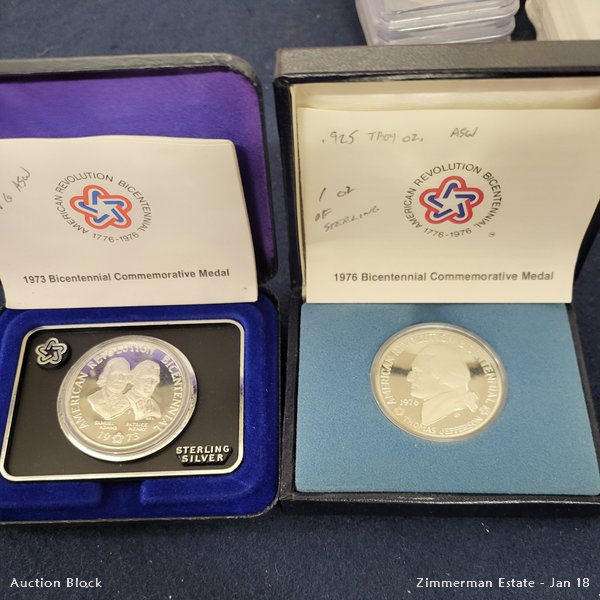 G ASW
AMERICAN REVOLUTION BICENTENNIAL
1776-1976
1973 Bicentennial Commemorative Medal
AMERICAN REVOLUTION BICENTENNIAL
SAMUEL ADAMS
PATRICK HENRY
1973
STERLING
SILVER
.925 TROY OZ. ASW
1 OZ
OF
STERLING
AMERICAN REVOLUTION BICENTENNIAL
1776-1976
1976 Bicentennial Commemorative Medal
AMERICAN REVOLUTION BICENTENNIAL
1976
THOMAS JEFFERSON
Auction Block
Zimmerman Estate - Jan 18